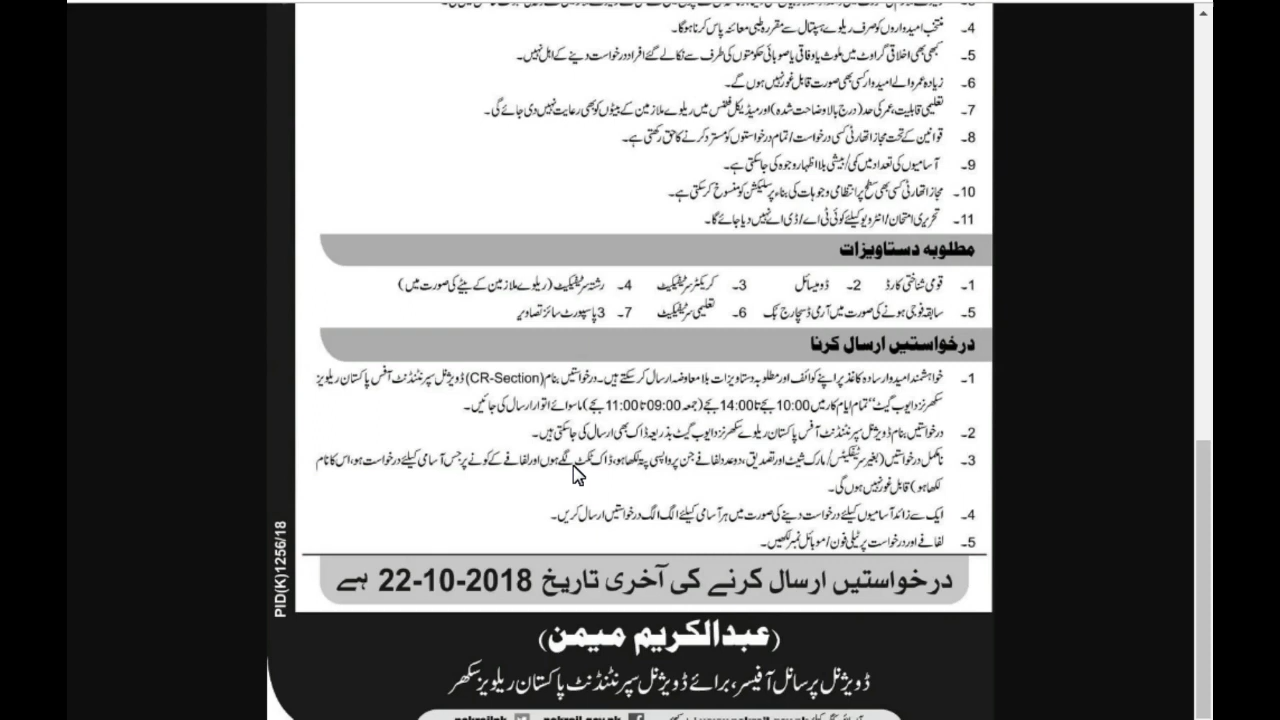 4۔ منتخب امیدواروں کو صرف ریلوے ہسپتال سے مقررہ طبی معائنہ پاس کرنا ہوگا۔
5۔ کبھی بھی اخلاقی گراوٹ میں ملوث یا وفاقی یا صوبائی حکومتوں کی طرف سے نکالے گئے افراد درخواست دینے کے اہل نہیں۔
6۔ زیادہ عمر والے امیدوار کسی بھی صورت قابل غور نہیں ہوں گے۔
7۔ تعلیمی قابلیت، عمر کی حد (درج بالا وضاحت شدہ) اور میڈیکل فٹنس میں ریلوے ملازمین کے بیٹوں کو بھی رعایت نہیں دی جائے گی۔
8۔ قوانین کے تحت مجاز اتھارٹی کسی درخواست/تمام درخواستوں کو مسترد کرنے کا حق رکھتی ہے۔
9۔ آسامیوں کی تعداد میں کمی/بیشی بلا اظہار وجوہ کی جاسکتی ہے۔
10۔ مجاز اتھارٹی کسی بھی سطح پر انتظامی وجوہات کی بناء پر سلیکشن کو منسوخ کرسکتی ہے۔
11۔ تحریری امتحان/انٹرویو کیلئے کوئی ٹی اے/ڈی اے نہیں دیا جائے گا۔
مطلوبہ دستاویزات
1۔ قومی شناختی کارڈ 2۔ ڈومیسائل 3۔ کریکٹر سرٹیفکیٹ 4۔ رشتہ سرٹیفکیٹ (ریلوے ملازمین کے بیٹے کی صورت میں)
5۔ سابقہ فوجی ہونے کی صورت میں آرمی ڈسچارج بُک 6۔ تعلیمی سرٹیفکیٹ 7۔ 3 پاسپورٹ سائز تصاویر
درخواستیں ارسال کرنا
1۔ خواہشمند امیدوار سادہ کاغذ پر اپنے کوائف اور مطلوبہ دستاویزات بلا معاوضہ ارسال کرسکتے ہیں۔ درخواستیں بنام (CR-Section) ڈویژنل سپرنٹنڈنٹ آفس پاکستان ریلویز
سکھر نزد ایوب گیٹ“ تمام ایام کار میں 10:00 بجے تا 14:00 بجے (جمعہ 09:00 تا 11:00 بجے) ماسوائے اتوار ارسال کی جائیں۔
2۔ درخواستیں بنام ڈویژنل سپرنٹنڈنٹ آفس پاکستان ریلوے سکھر نزد ایوب گیٹ بذریعہ ڈاک بھی ارسال کی جاسکتی ہیں۔
3۔ نامکمل درخواستیں (بغیر سرٹیفکیٹس/مارک شیٹ اور تصدیق، دو عدد لفافے جن پر واپسی پتہ لکھا ہو، ڈاک ٹکٹ لگے ہوں اور لفافے کے کونے پر جس آسامی کیلئے درخواست ہو، اس کا نام
لکھا ہو) قابل غور نہیں ہوں گی۔
4۔ ایک سے زائد آسامیوں کیلئے درخواست دینے کی صورت میں ہر آسامی کیلئے الگ الگ درخواستیں ارسال کریں۔
5۔ لفافے اور درخواست پر ٹیلی فون/موبائل نمبر لکھیں۔
درخواستیں ارسال کرنے کی آخری تاریخ 22-10-2018 ہے
PID(K)1256/18
(عبدالکریم میمن)
ڈویژنل پرسانل آفیسر، برائے ڈویژنل سپرنٹنڈنٹ پاکستان ریلویز سکھر